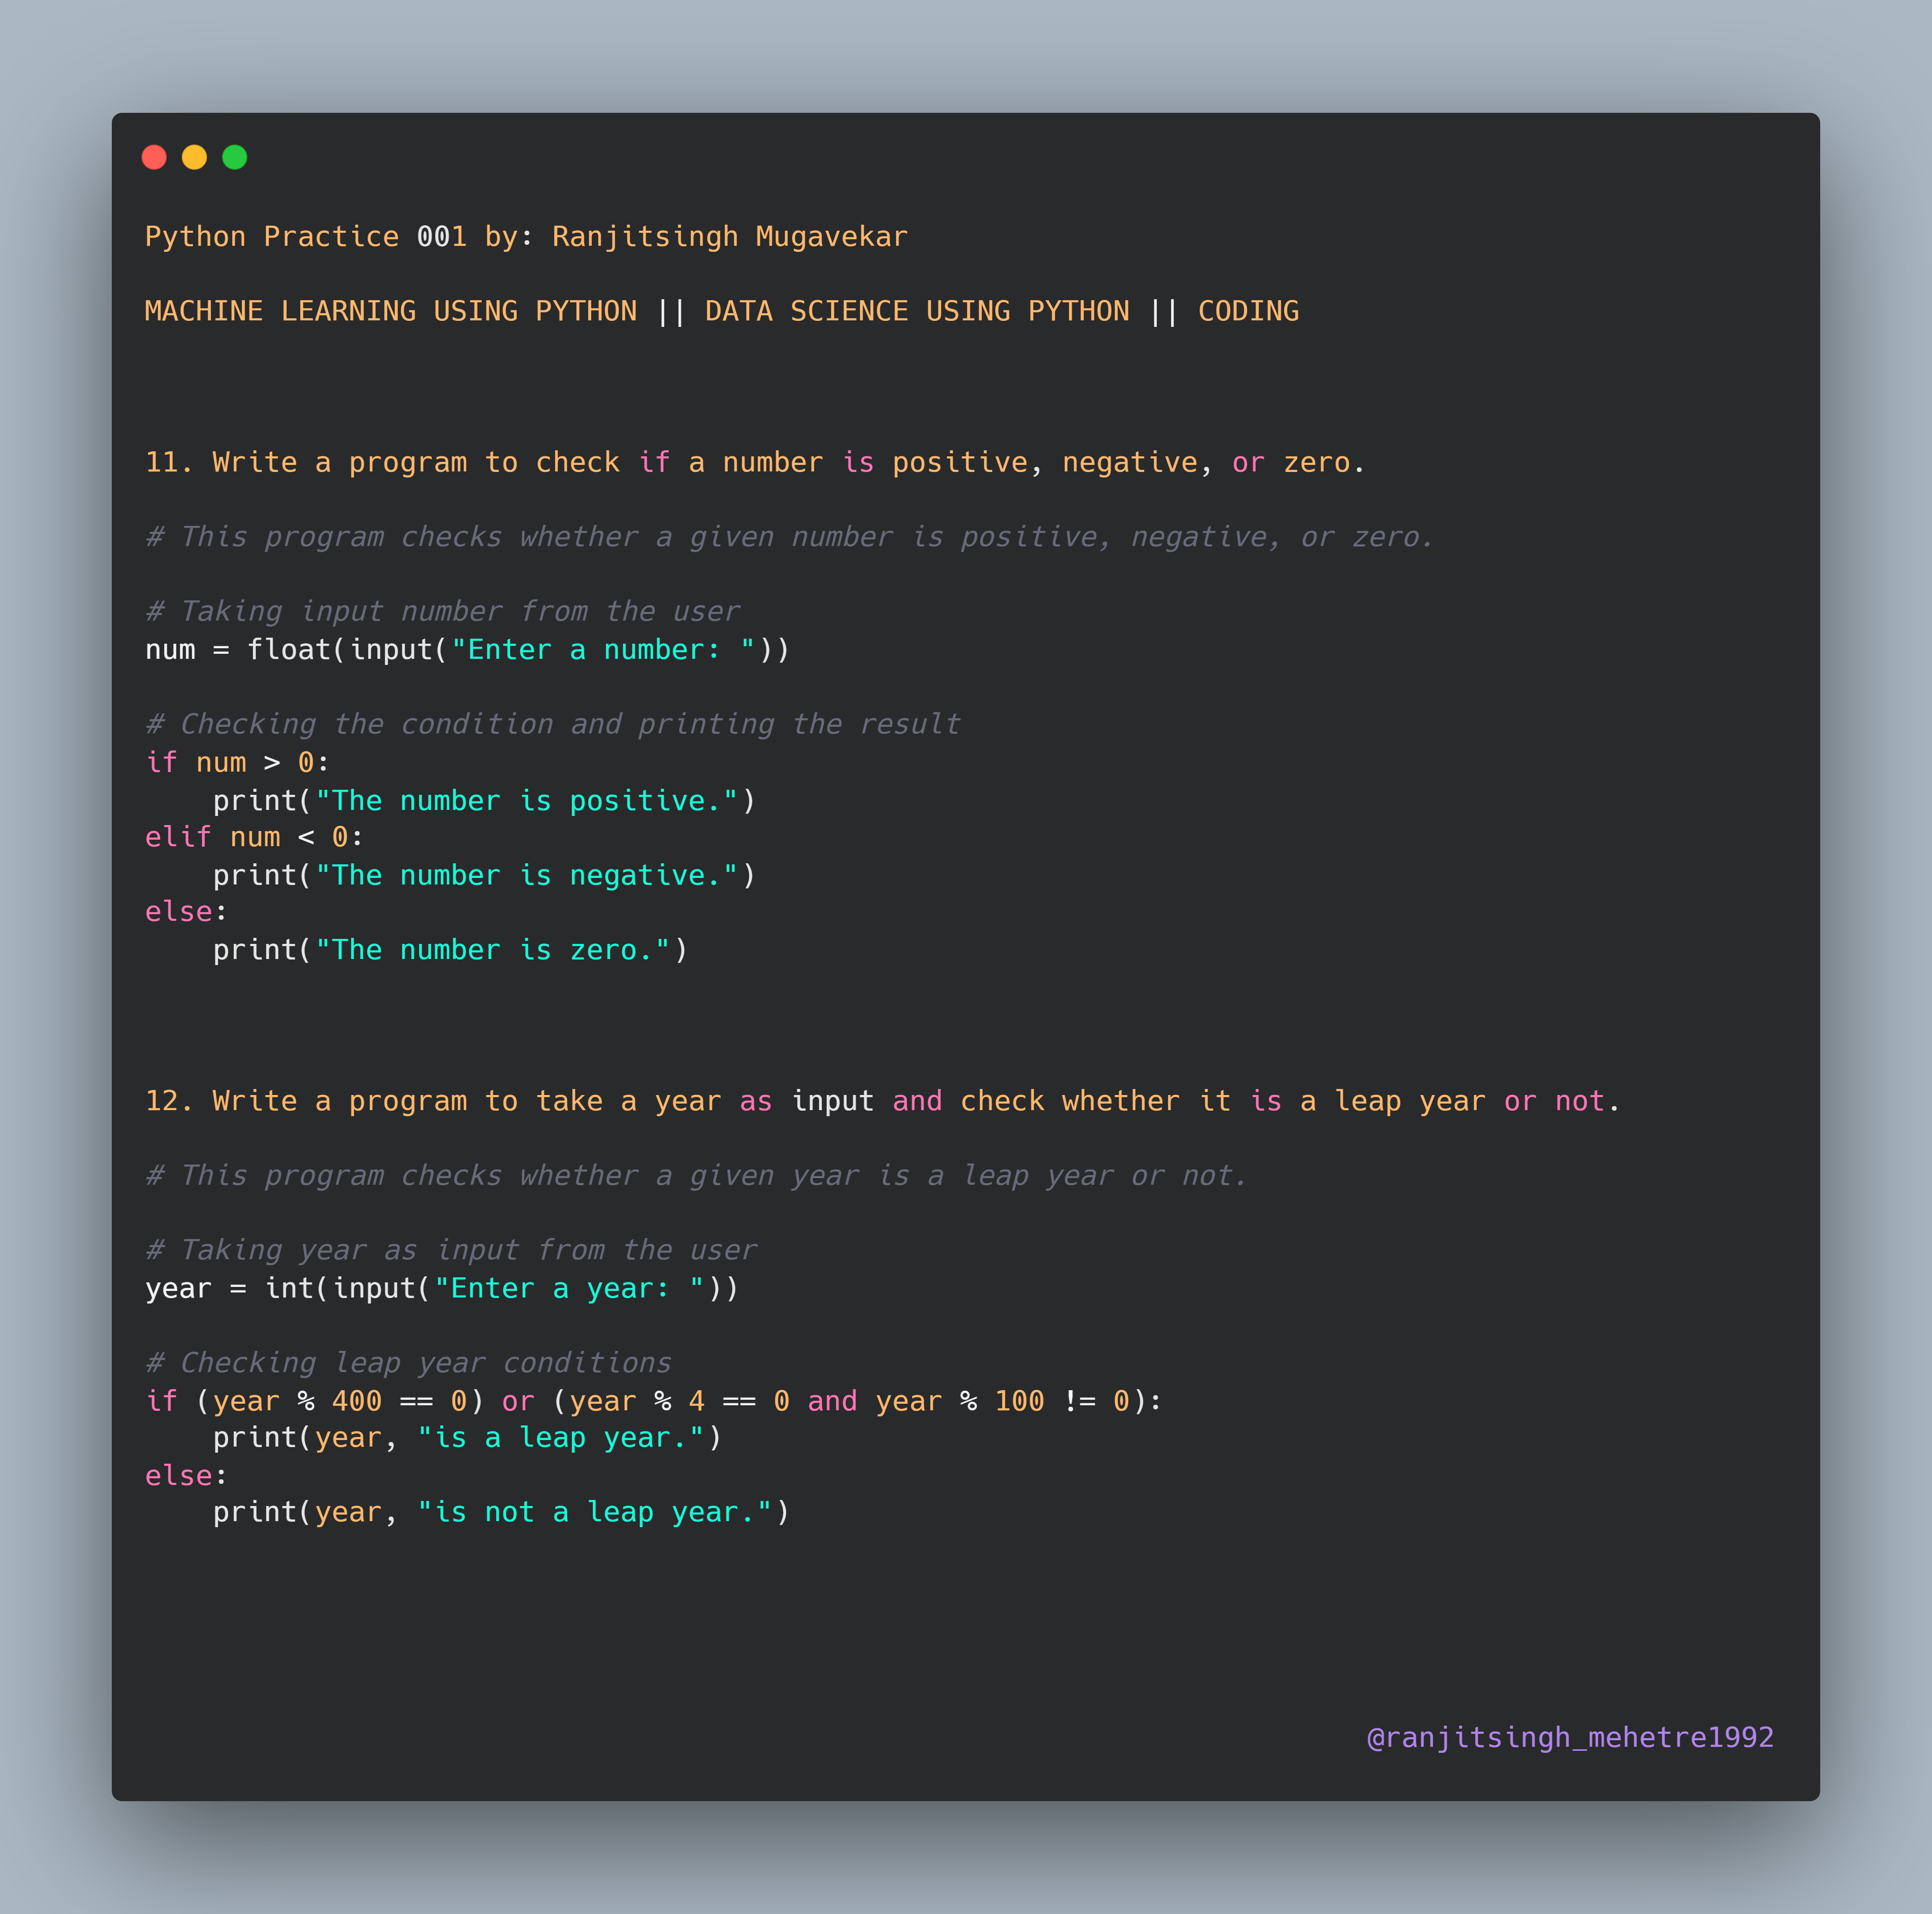 Python Practice 001 by: Ranjitsingh Mugavekar
MACHINE LEARNING USING PYTHON || DATA SCIENCE USING PYTHON || CODING
11. Write a program to check if a number is positive, negative, or zero.
# This program checks whether a given number is positive, negative, or zero.
# Taking input number from the user
num = float(input("Enter a number: "))
# Checking the condition and printing the result
if num > 0:
    print("The number is positive.")
elif num < 0:
    print("The number is negative.")
else:
    print("The number is zero.")
12. Write a program to take a year as input and check whether it is a leap year or not.
# This program checks whether a given year is a leap year or not.
# Taking year as input from the user
year = int(input("Enter a year: "))
# Checking leap year conditions
if (year % 400 == 0) or (year % 4 == 0 and year % 100 != 0):
    print(year, "is a leap year.")
else:
    print(year, "is not a leap year.")
@ranjitsingh_mehetre1992